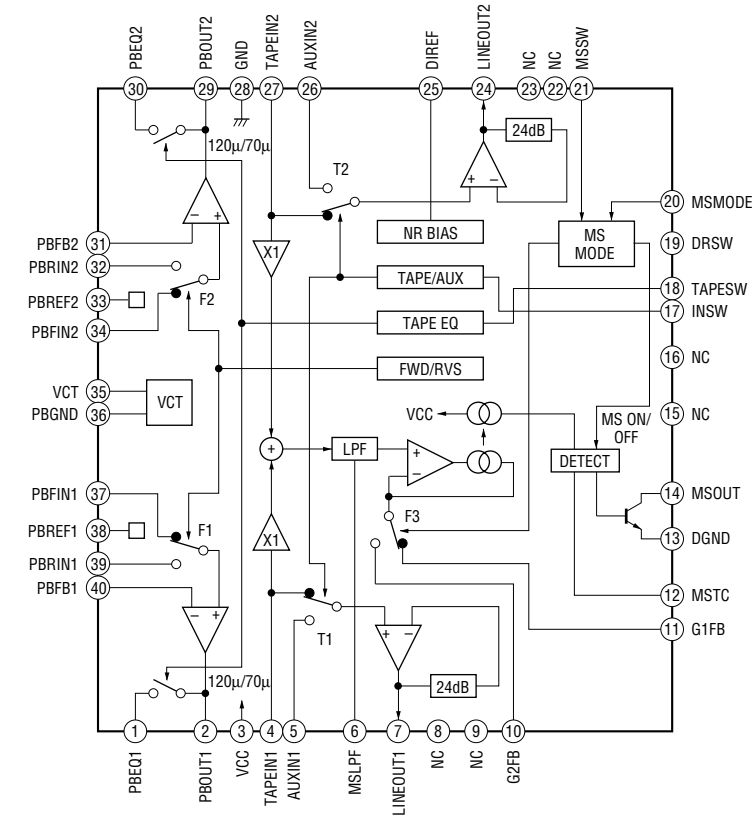 PBEQ2
PBOUT2
GND
TAPEIN2
AUXIN2
DIREF
LINEOUT2
NC
NC
MSSW
30
29
28
27
26
25
24
23
22
21
120μ/70μ
24dB
T2
+ −
20 MSMODE
− +
NR BIAS
MS
MODE
19 DRSW
PBFB2 31
PBRIN2 32
X1
TAPE/AUX
18 TAPESW
PBREF2 33
F2
17 INSW
PBFIN2 34
TAPE EQ
16 NC
FWD/RVS
VCT 35
VCT
PBGND 36
VCC
MS ON/
OFF
15 NC
+
LPF
+
−
DETECT
PBFIN1 37
14 MSOUT
PBREF1 38
F1
X1
F3
13 DGND
PBRIN1 39
PBFB1 40
12 MSTC
− +
T1
+ −
11 G1FB
120μ/70μ
24dB
1
2
3
4
5
6
7
8
9
10
PBEQ1
PBOUT1
VCC
TAPEIN1
AUXIN1
MSLPF
LINEOUT1
NC
NC
G2FB